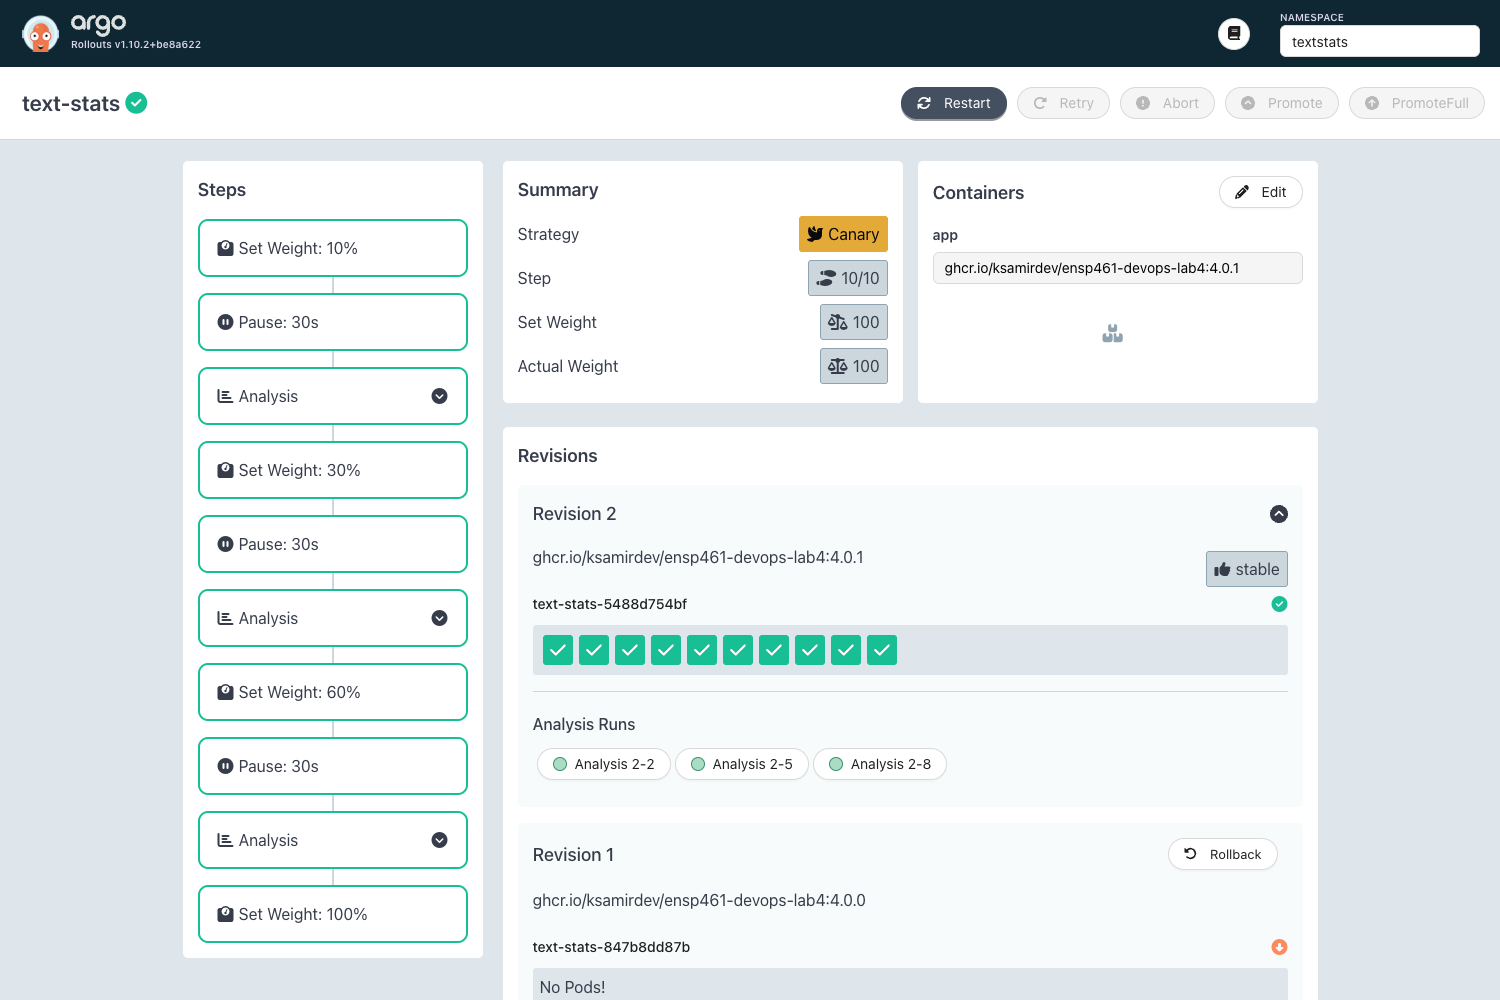 argo
Rollouts v1.10.2+be8a622
NAMESPACE
textstats
text-stats
Restart
Retry
Abort
Promote
PromoteFull
Steps
Set Weight: 10%
Pause: 30s
Analysis
Set Weight: 30%
Pause: 30s
Analysis
Set Weight: 60%
Pause: 30s
Analysis
Set Weight: 100%
Summary
Strategy
Canary
Step
10/10
Set Weight
100
Actual Weight
100
Containers
Edit
app
ghcr.io/ksamirdev/ensp461-devops-lab4:4.0.1
Revisions
Revision 2
ghcr.io/ksamirdev/ensp461-devops-lab4:4.0.1
stable
text-stats-5488d754bf
Analysis Runs
Analysis 2-2
Analysis 2-5
Analysis 2-8
Revision 1
Rollback
ghcr.io/ksamirdev/ensp461-devops-lab4:4.0.0
text-stats-847b8dd87b
No Pods!